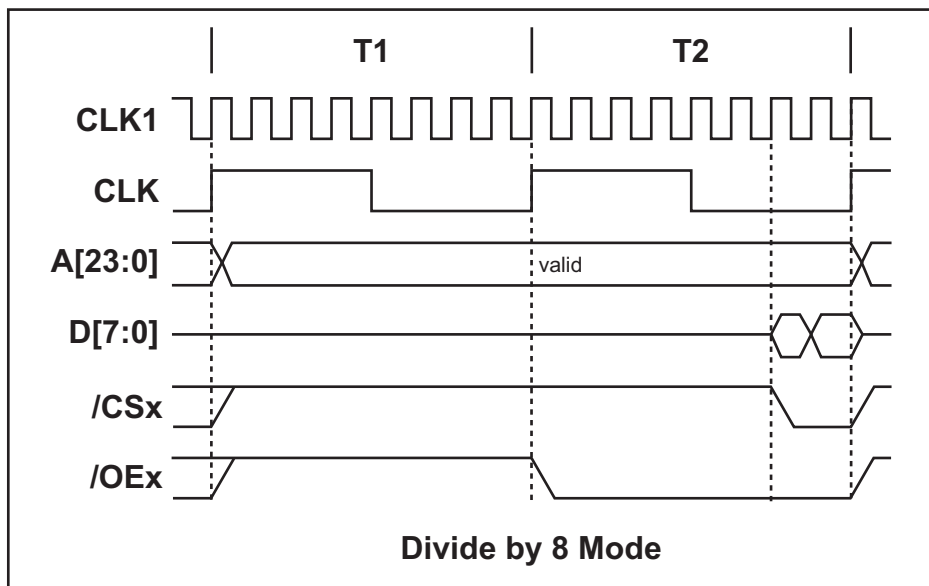 T1 T2
CLK1
CLK
A[23:0] valid
D[7:0]
/CSx
/OEx
Divide by 8 Mode